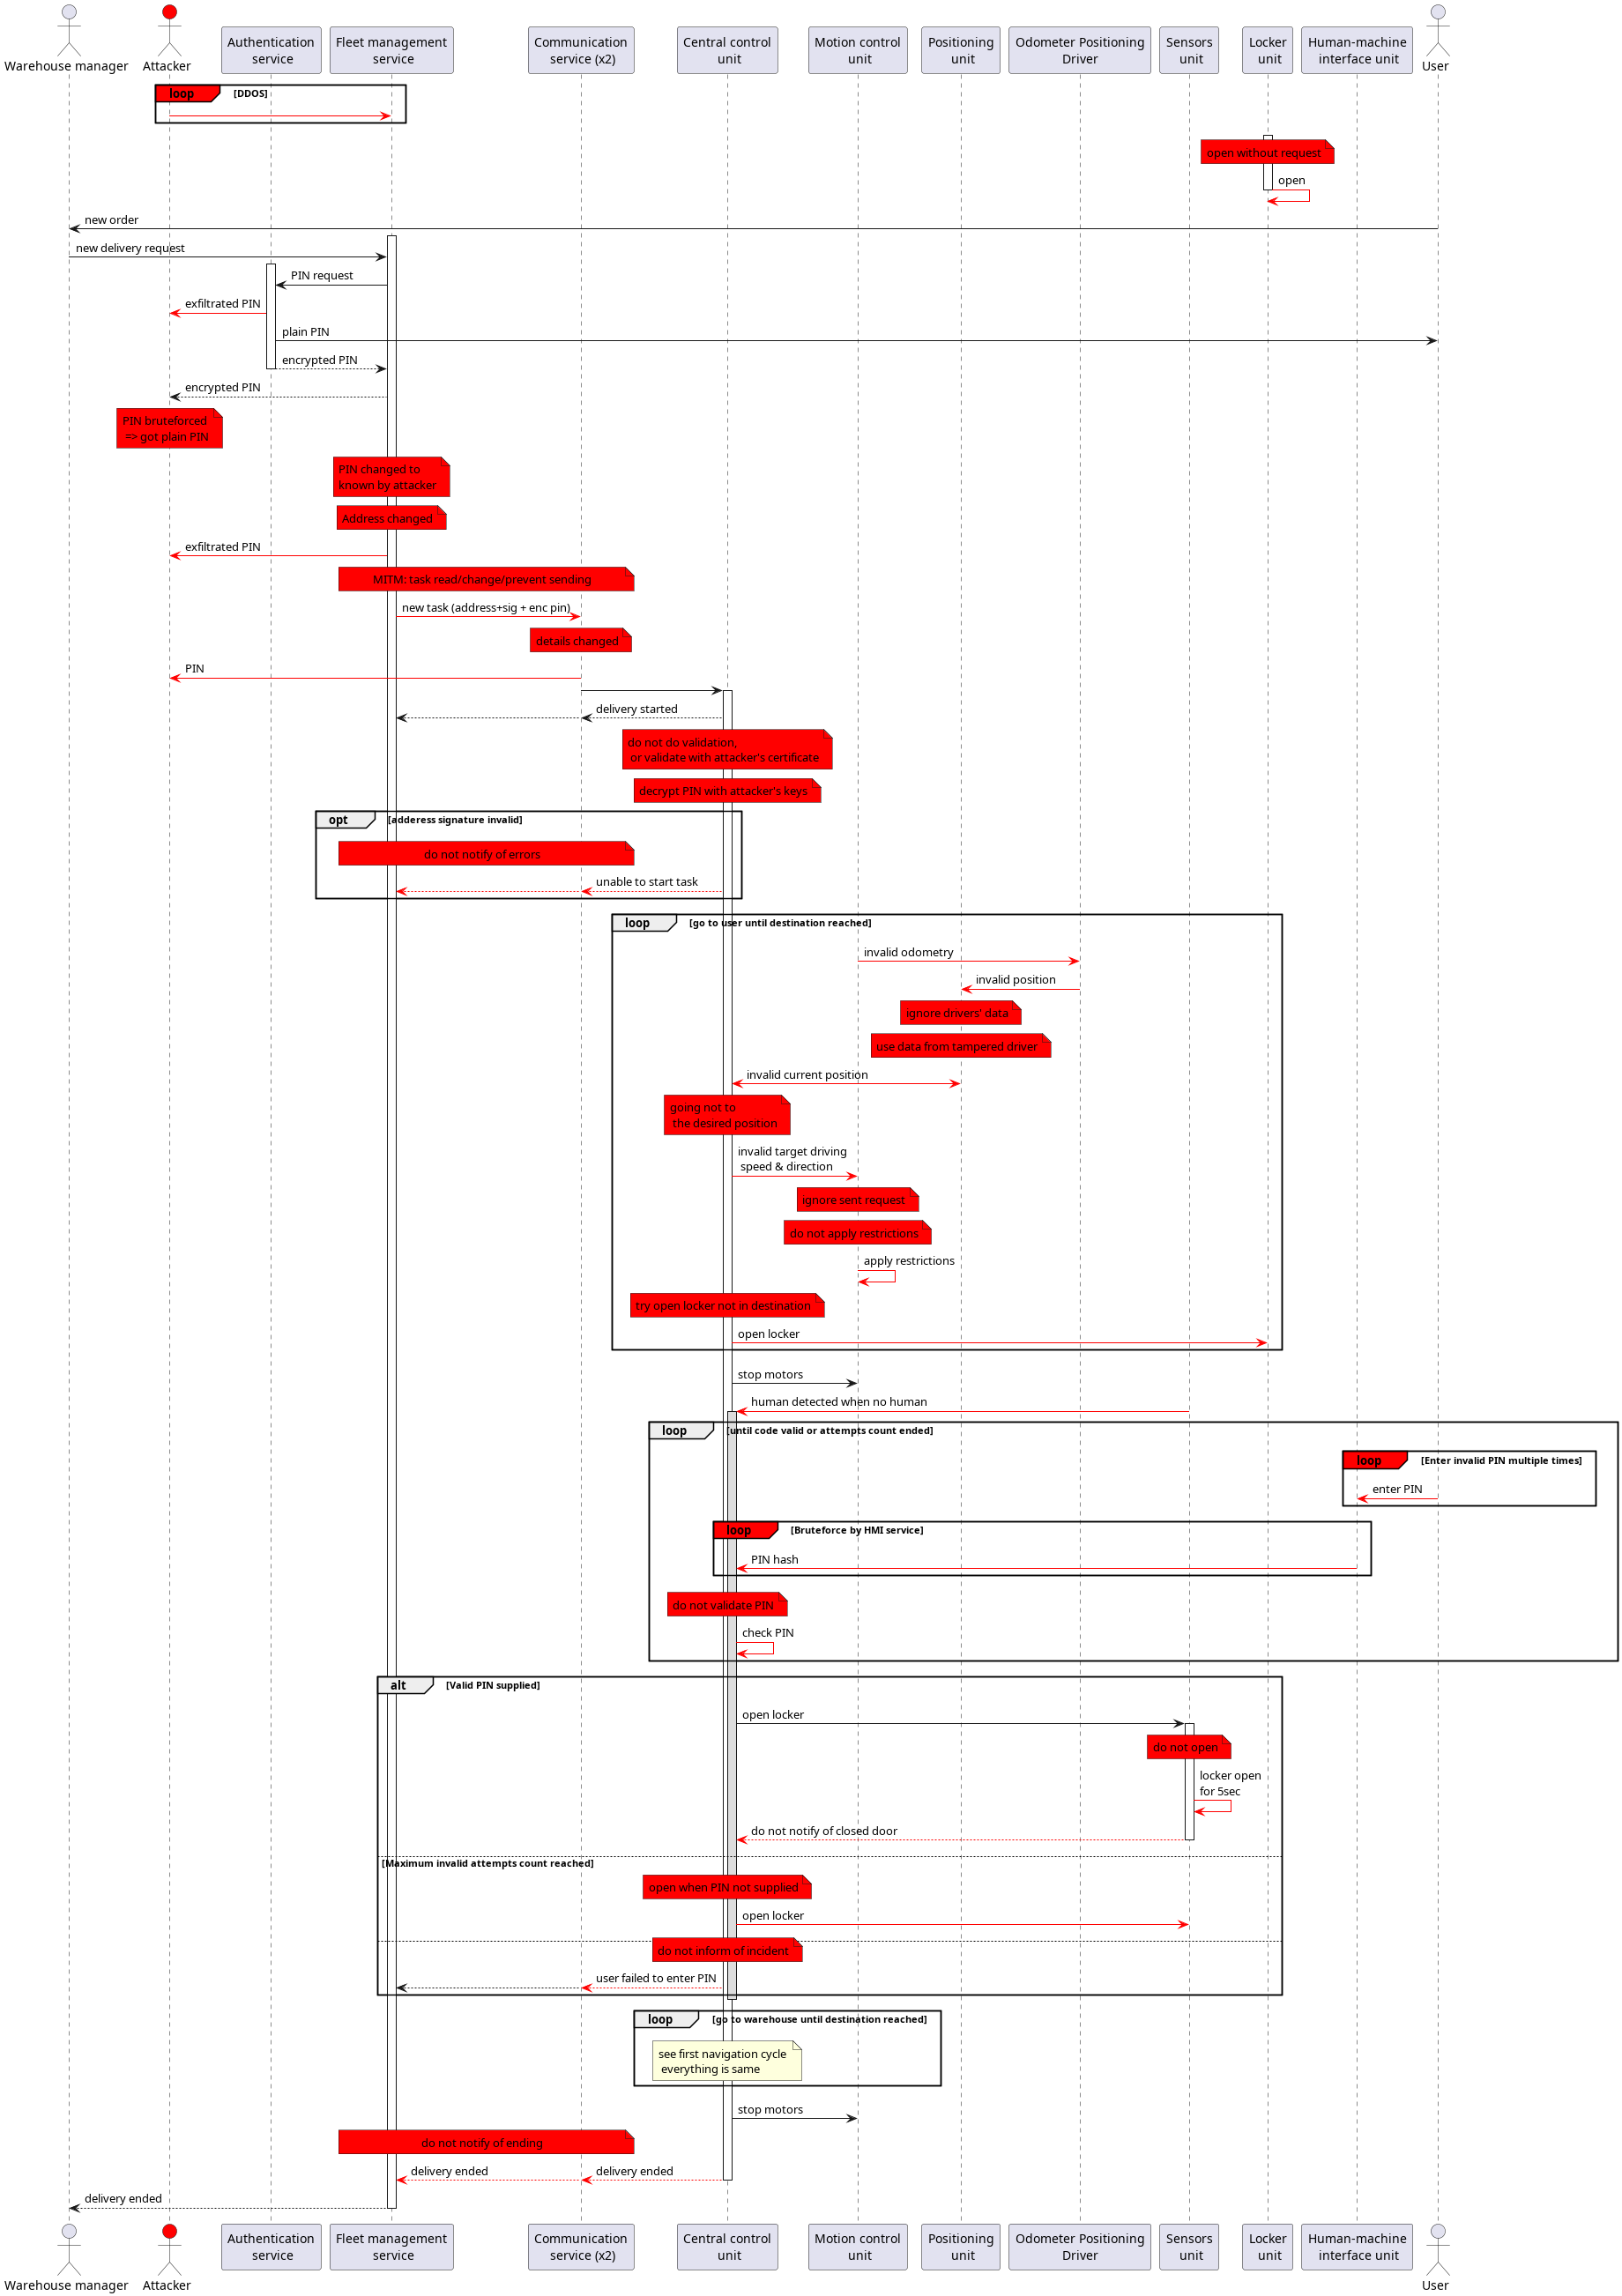 Warehouse manager
Attacker
Authentication
service
Fleet management
service
Communication
service (x2)
Central control
unit
Motion control
unit
Positioning
unit
Odometer Positioning
Driver
Sensors
unit
Locker
unit
Human-machine
interface unit
User
loop [DDOS]
open without request
open
new order
new delivery request
PIN request
exfiltrated PIN
plain PIN
encrypted PIN
encrypted PIN
PIN bruteforced
=> got plain PIN
PIN changed to
known by attacker
Address changed
exfiltrated PIN
MITM: task read/change/prevent sending
new task (address+sig + enc pin)
details changed
PIN
delivery started
do not do validation,
or validate with attacker's certificate
decrypt PIN with attacker's keys
opt [adderess signature invalid]
do not notify of errors
unable to start task
loop [go to user until destination reached]
invalid odometry
invalid position
ignore drivers' data
use data from tampered driver
invalid current position
going not to
the desired position
invalid target driving
speed & direction
ignore sent request
do not apply restrictions
apply restrictions
try open locker not in destination
open locker
stop motors
human detected when no human
loop [until code valid or attempts count ended]
loop [Enter invalid PIN multiple times]
enter PIN
loop [Bruteforce by HMI service]
PIN hash
do not validate PIN
check PIN
alt [Valid PIN supplied]
open locker
do not open
locker open
for 5sec
do not notify of closed door
[Maximum invalid attempts count reached]
open when PIN not supplied
open locker
do not inform of incident
user failed to enter PIN
loop [go to warehouse until destination reached]
see first navigation cycle
everything is same
stop motors
do not notify of ending
delivery ended
delivery ended
delivery ended
Warehouse manager
Attacker
Authentication
service
Fleet management
service
Communication
service (x2)
Central control
unit
Motion control
unit
Positioning
unit
Odometer Positioning
Driver
Sensors
unit
Locker
unit
Human-machine
interface unit
User